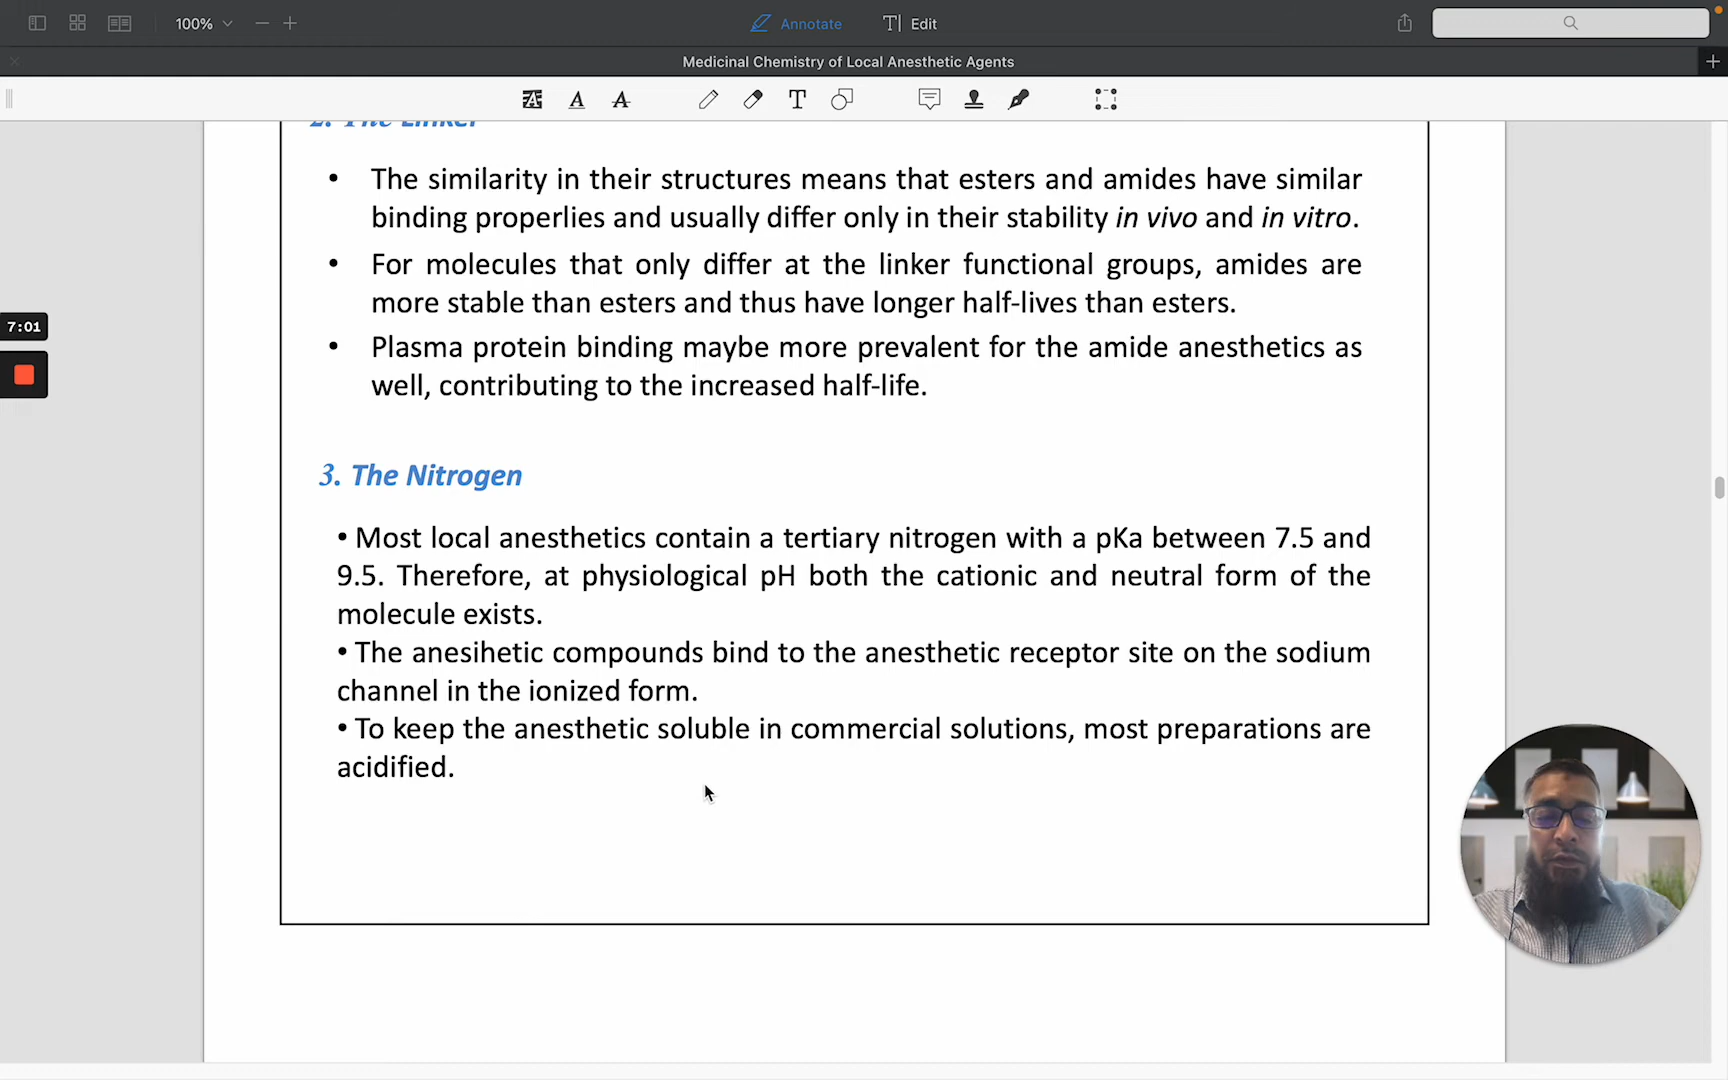 100%
Annotate
Edit
Medicinal Chemistry of Local Anesthetic Agents
2. The Linker
• The similarity in their structures means that esters and amides have similar
binding properlies and usually differ only in their stability in vivo and in vitro.
• For molecules that only differ at the linker functional groups, amides are
more stable than esters and thus have longer half-lives than esters.
• Plasma protein binding maybe more prevalent for the amide anesthetics as
well, contributing to the increased half-life.
7:01
3. The Nitrogen
• Most local anesthetics contain a tertiary nitrogen with a pKa between 7.5 and
9.5. Therefore, at physiological pH both the cationic and neutral form of the
molecule exists.
• The anesihetic compounds bind to the anesthetic receptor site on the sodium
channel in the ionized form.
• To keep the anesthetic soluble in commercial solutions, most preparations are
acidified.